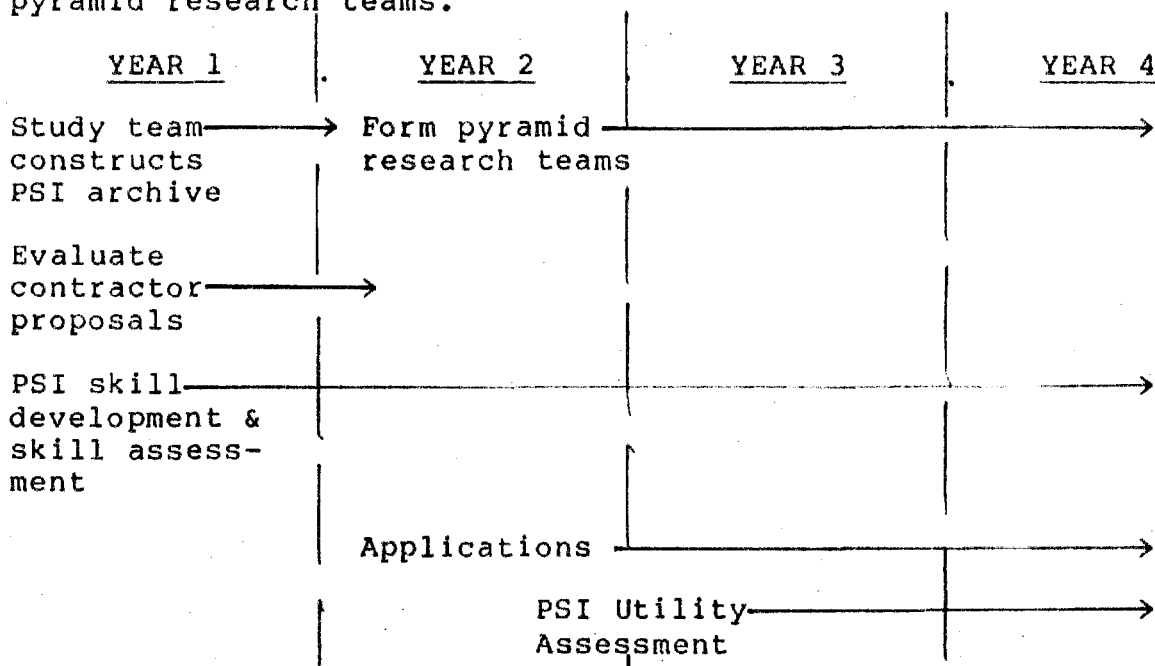 pyramid research teams.
YEAR 1 YEAR 2 YEAR 3 YEAR 4
Study team Form pyramid
constructs research teams
PSI archive
Evaluate
contractor
proposals
PSI skill
development &
skill assess-
ment
Applications
PSI Utility
Assessment